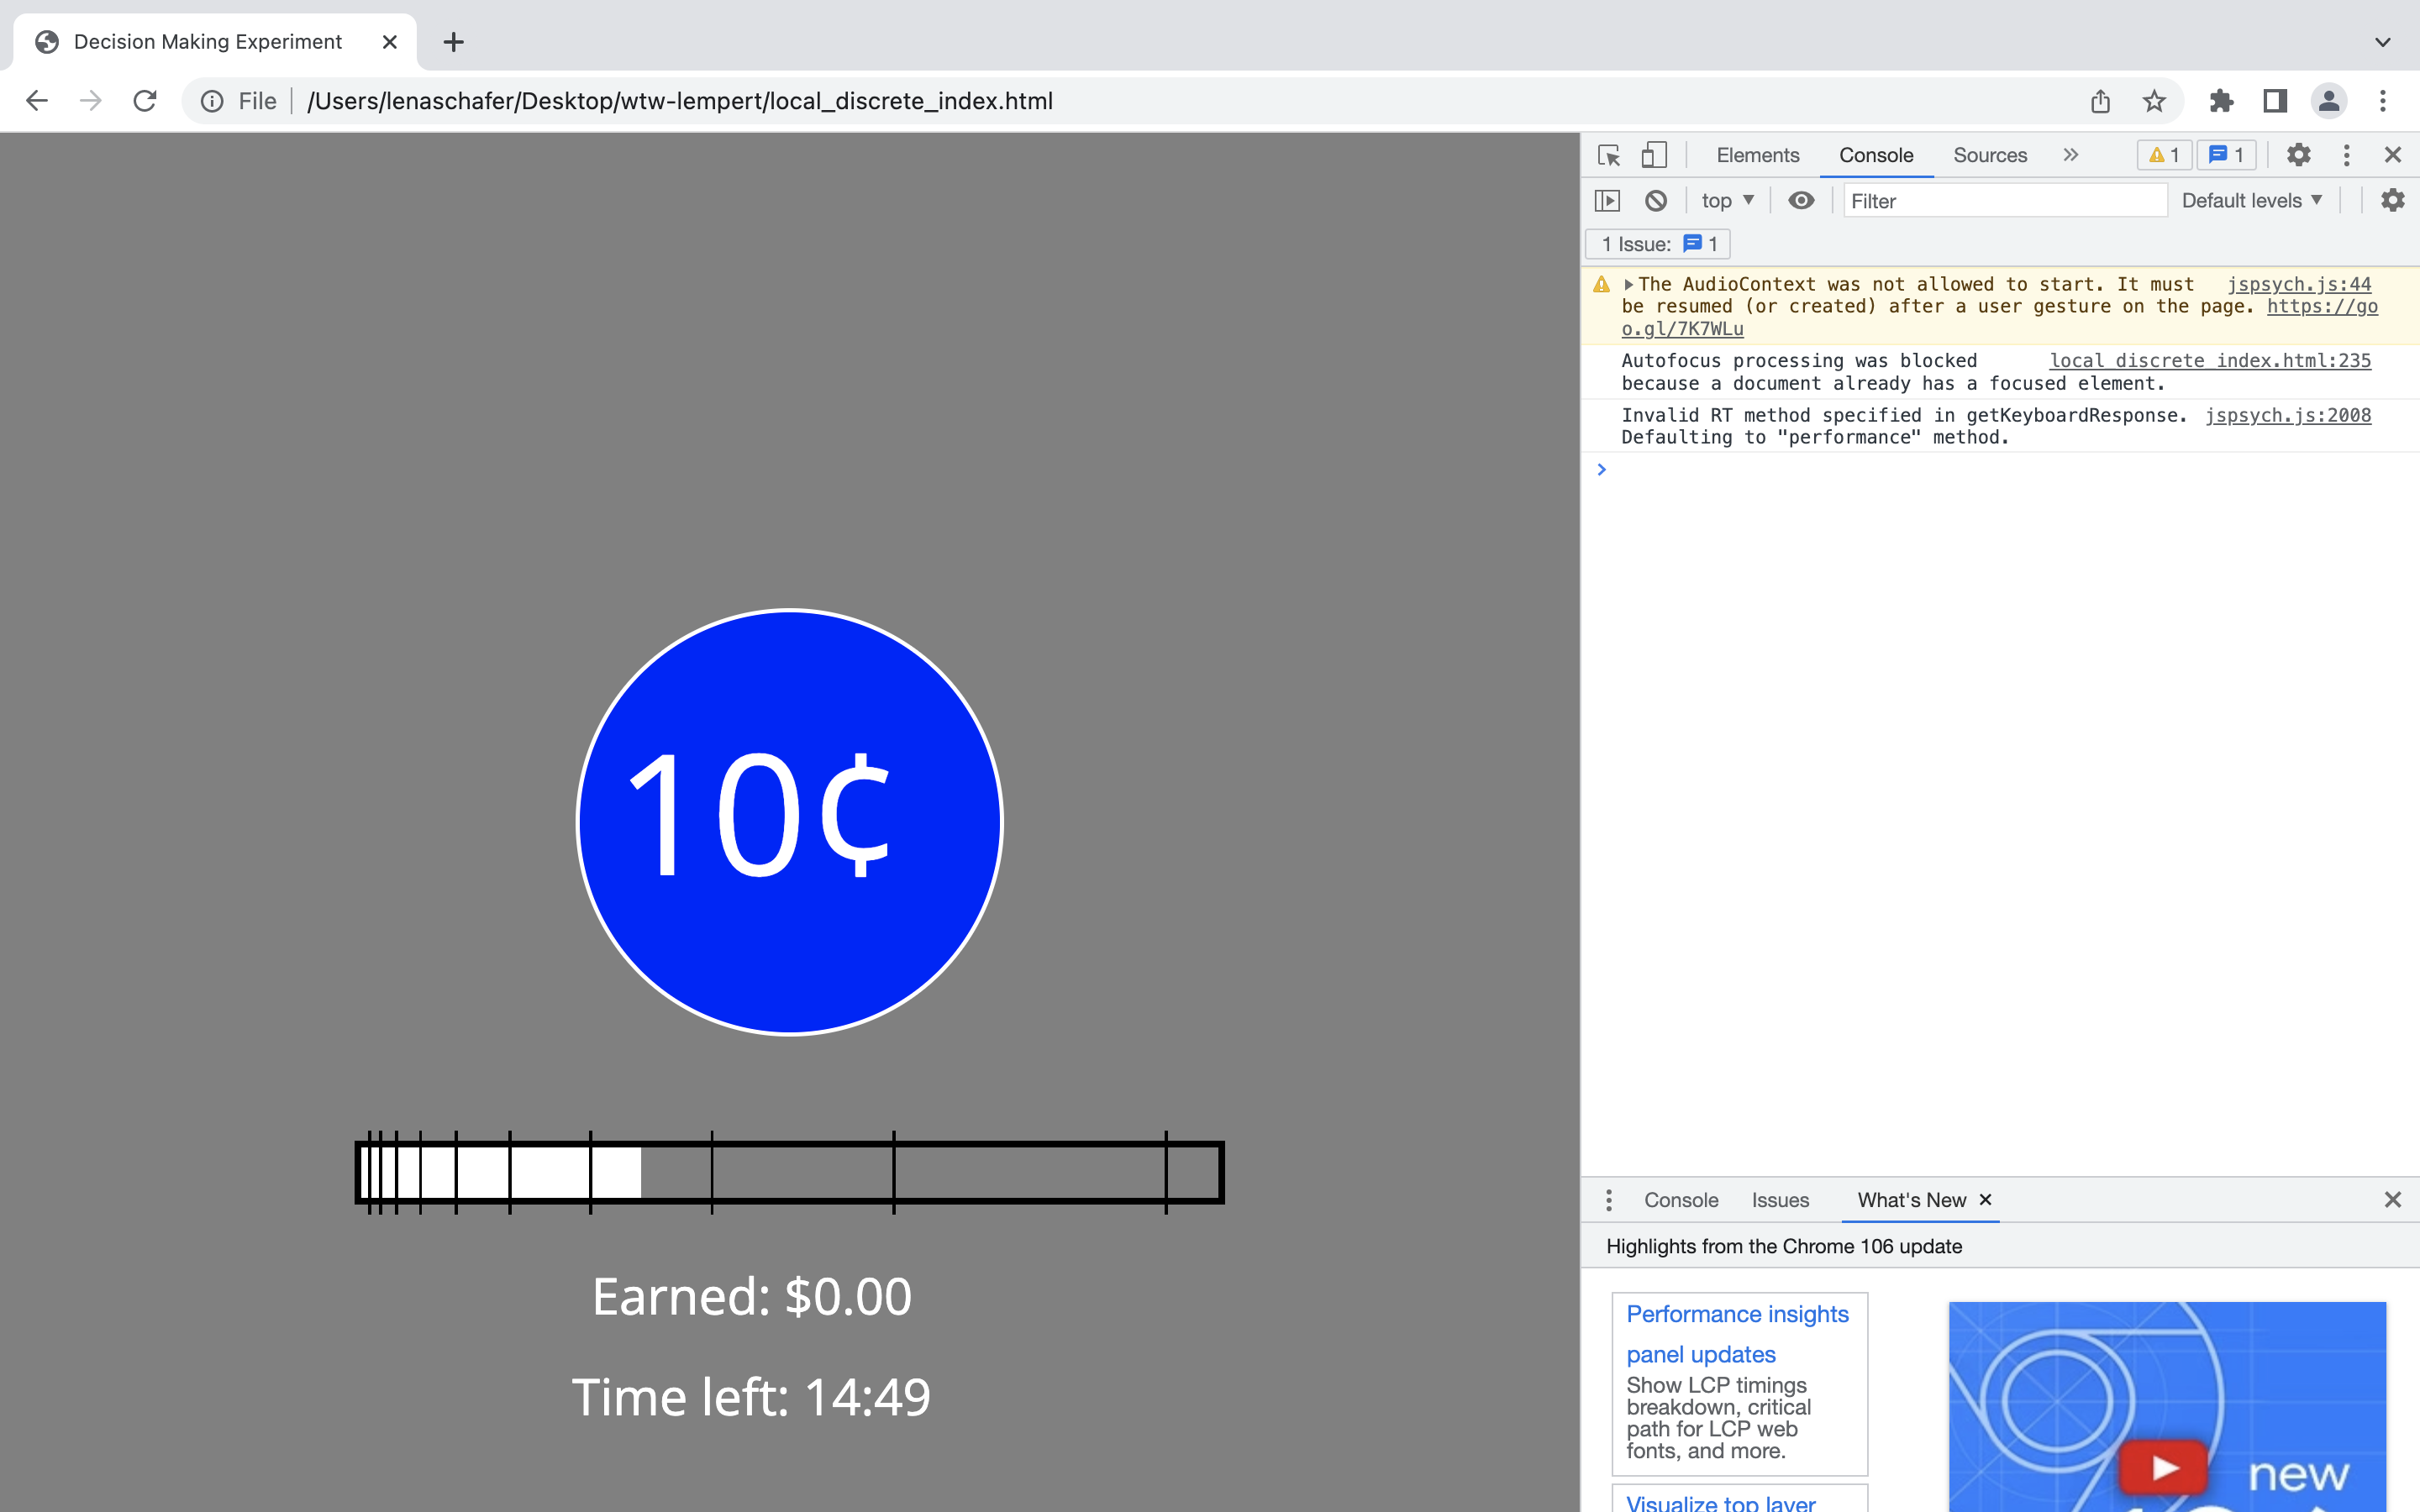 Decision Making Experiment
File /Users/lenaschafer/Desktop/wtw-lempert/local_discrete_index.html
Elements Console Sources 1 1
top Filter Default levels
1 Issue: 1
The AudioContext was not allowed to start. It must jspsych.js:44
be resumed (or created) after a user gesture on the page. https://go
o.gl/7K7WLu
Autofocus processing was blocked local_discrete_index.html:235
because a document already has a focused element.
Invalid RT method specified in getKeyboardResponse. jspsych.js:2008
Defaulting to "performance" method.
10¢
Earned: $0.00
Time left: 14:49
Console Issues What's New
Highlights from the Chrome 106 update
Performance insights
panel updates
Show LCP timings
breakdown, critical
path for LCP web
fonts, and more.
Visualize top layer
new